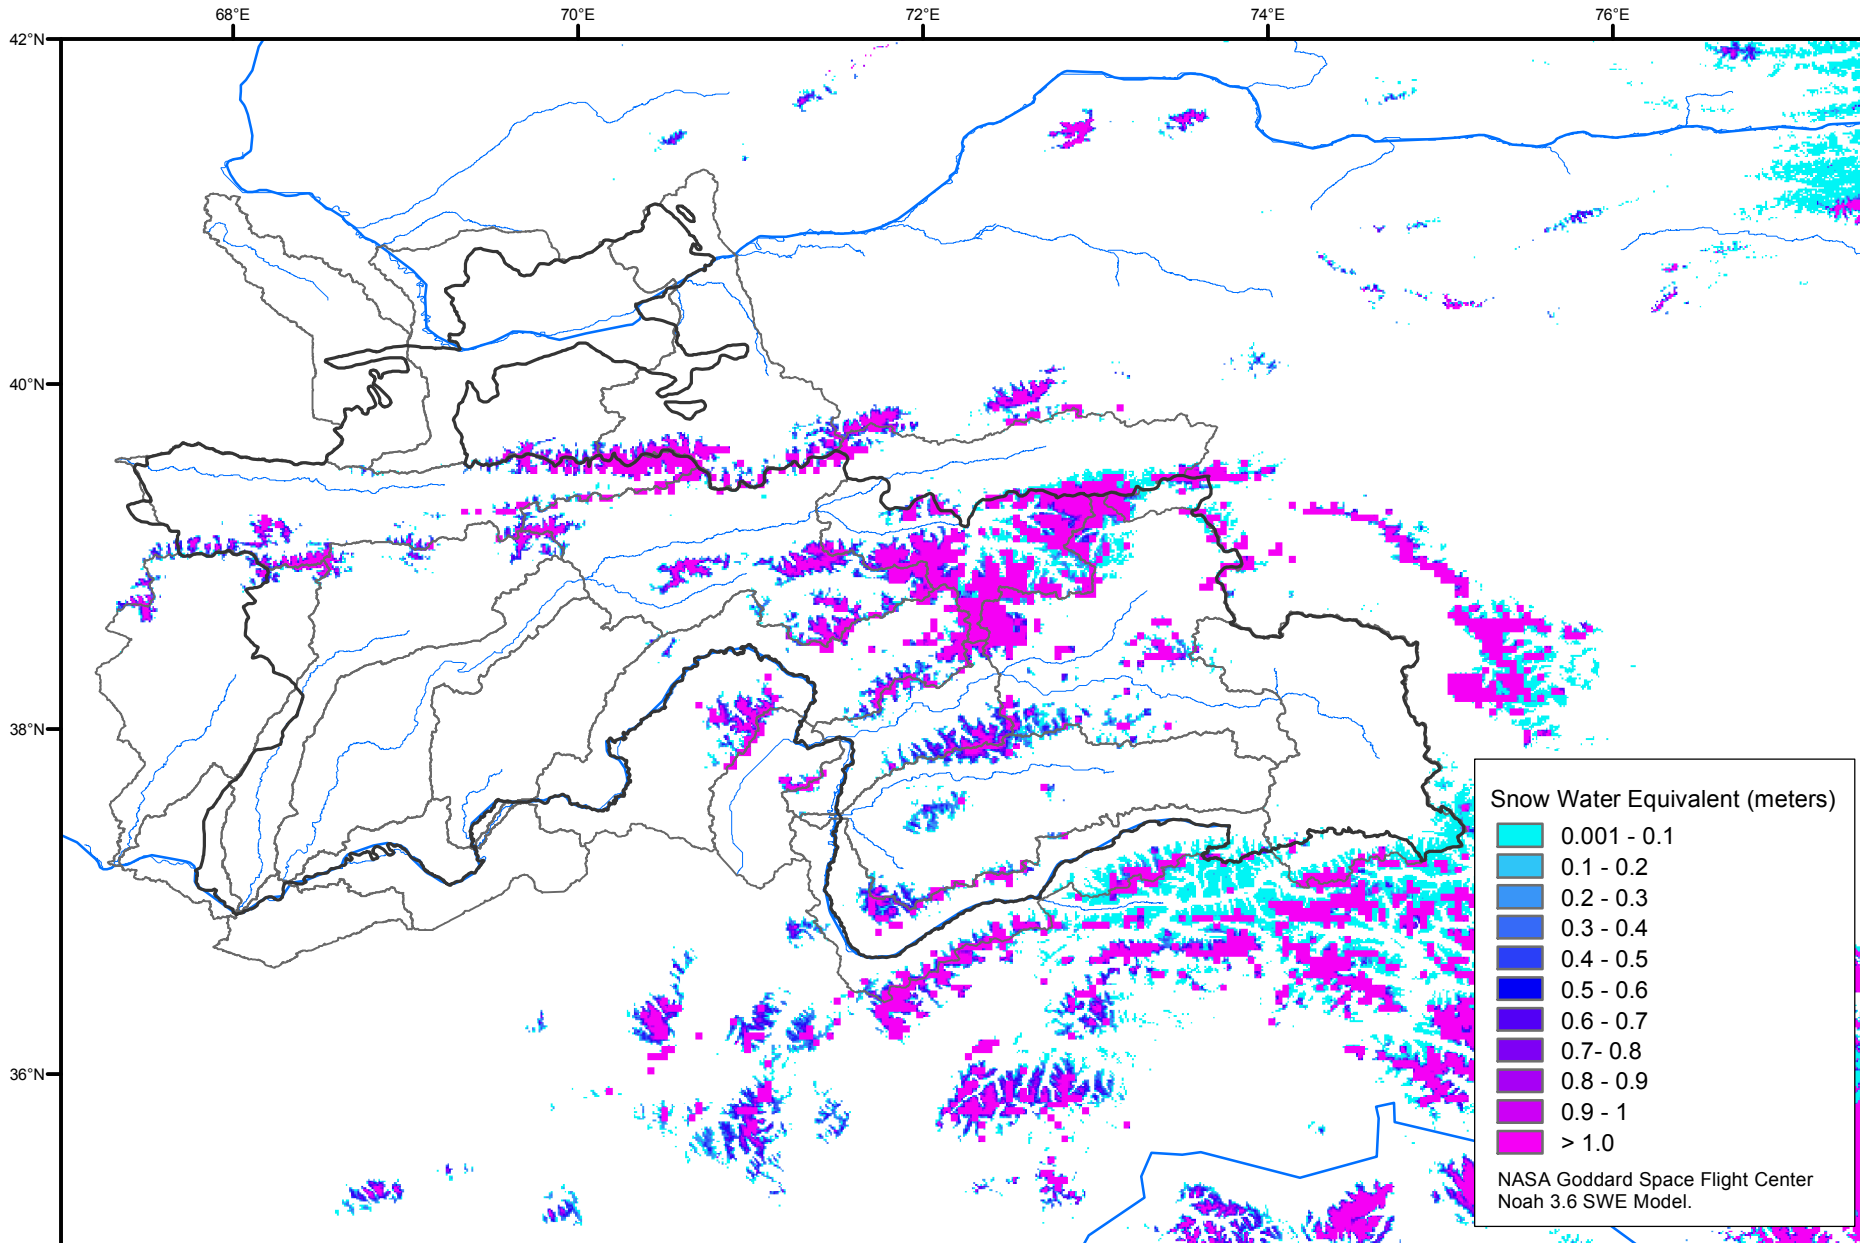 68°E
70°E
72°E
74°E
76°E
42°N
40°N
38°N
36°N
Snow Water Equivalent (meters)
0.001 - 0.1
0.1 - 0.2
0.2 - 0.3
0.3 - 0.4
0.4 - 0.5
0.5 - 0.6
0.6 - 0.7
0.7- 0.8
0.8 - 0.9
0.9 - 1
> 1.0
NASA Goddard Space Flight Center
Noah 3.6 SWE Model.